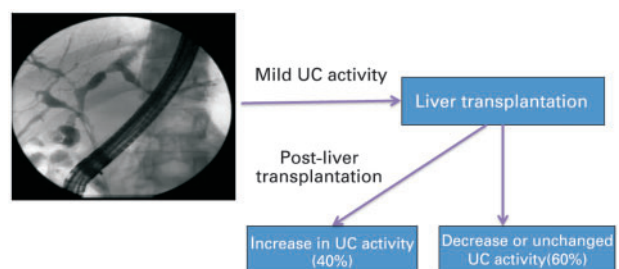 Mild UC activity
Liver transplantation
Post-liver
transplantation
Increase in UC activity
(40%)
Decrease or unchanged
UC activity(60%)